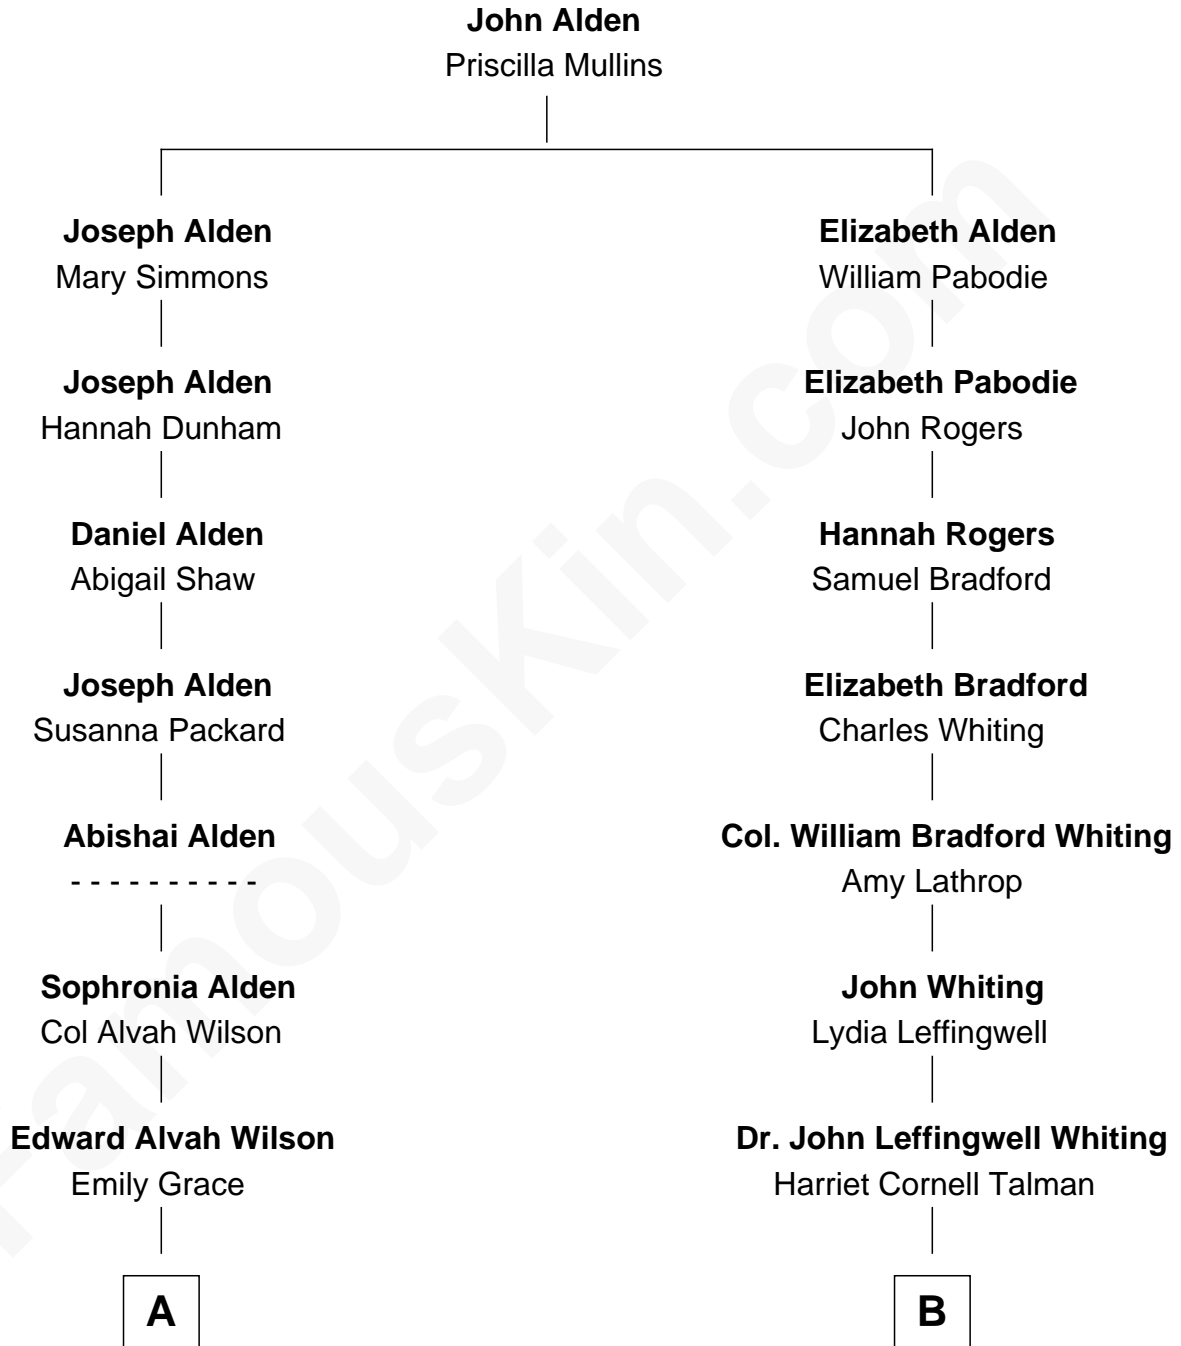 John Alden
Priscilla Mullins
Joseph Alden
Mary Simmons
Elizabeth Alden
William Pabodie
Joseph Alden
Hannah Dunham
Elizabeth Pabodie
John Rogers
Daniel Alden
Abigail Shaw
Hannah Rogers
Samuel Bradford
Joseph Alden
Susanna Packard
Elizabeth Bradford
Charles Whiting
Abishai Alden
- - - - - - - - - -
Col. William Bradford Whiting
Amy Lathrop
Sophronia Alden
Col Alvah Wilson
John Whiting
Lydia Leffingwell
Edward Alvah Wilson
Emily Grace
Dr. John Leffingwell Whiting
Harriet Cornell Talman
A
B
FamousKin.com